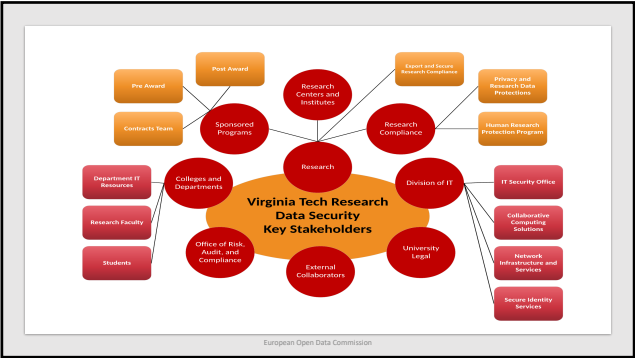 Post Award
Export and Secure
Research Compliance
Pre Award
Research
Centers and
Institutes
Privacy and
Research Data
Protections
Contracts Team
Sponsored
Programs
Research
Compliance
Human Research
Protection Program
Research
Department IT
Resources
Colleges and
Departments
Division of IT
IT Security Office
Virginia Tech Research
Data Security
Key Stakeholders
Research Faculty
Collaborative
Computing
Solutions
Office of Risk,
Audit, and
Compliance
University
Legal
Students
External
Collaborators
Network
Infrastructure and
Services
Secure Identity
Services
European Open Data Commission